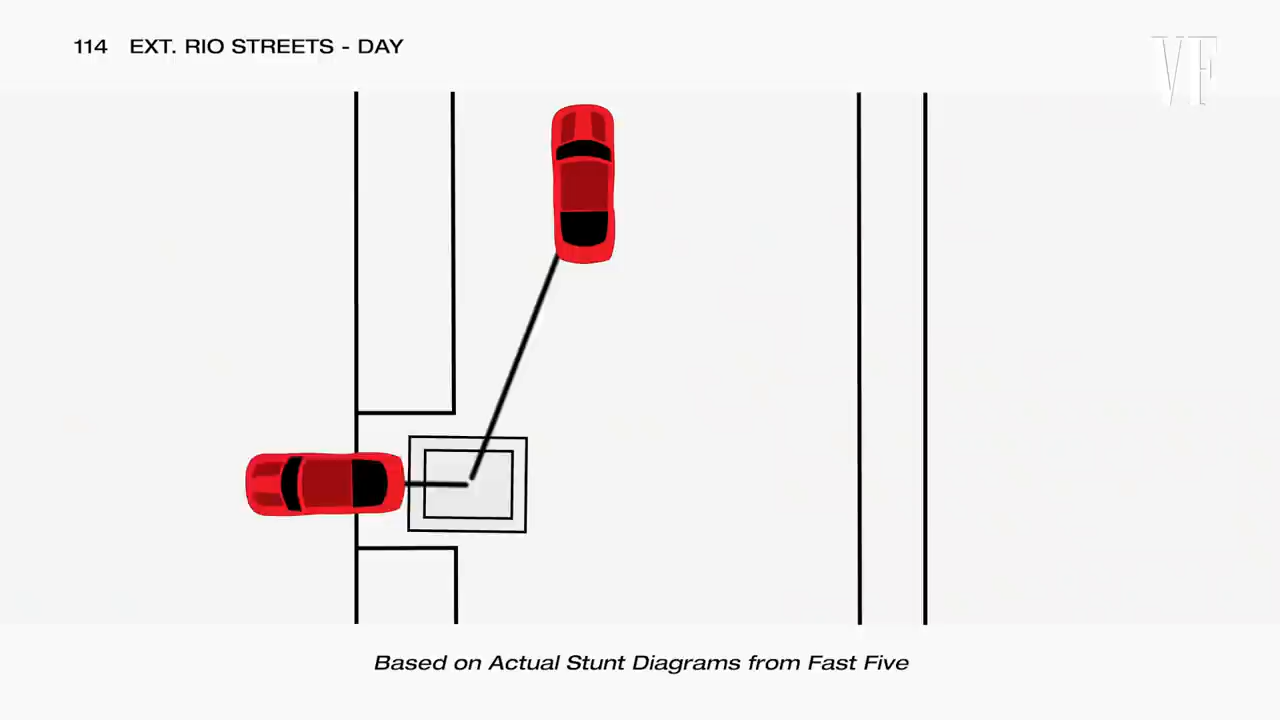 114 EXT. RIO STREETS - DAY
VF
Based on Actual Stunt Diagrams from Fast Five